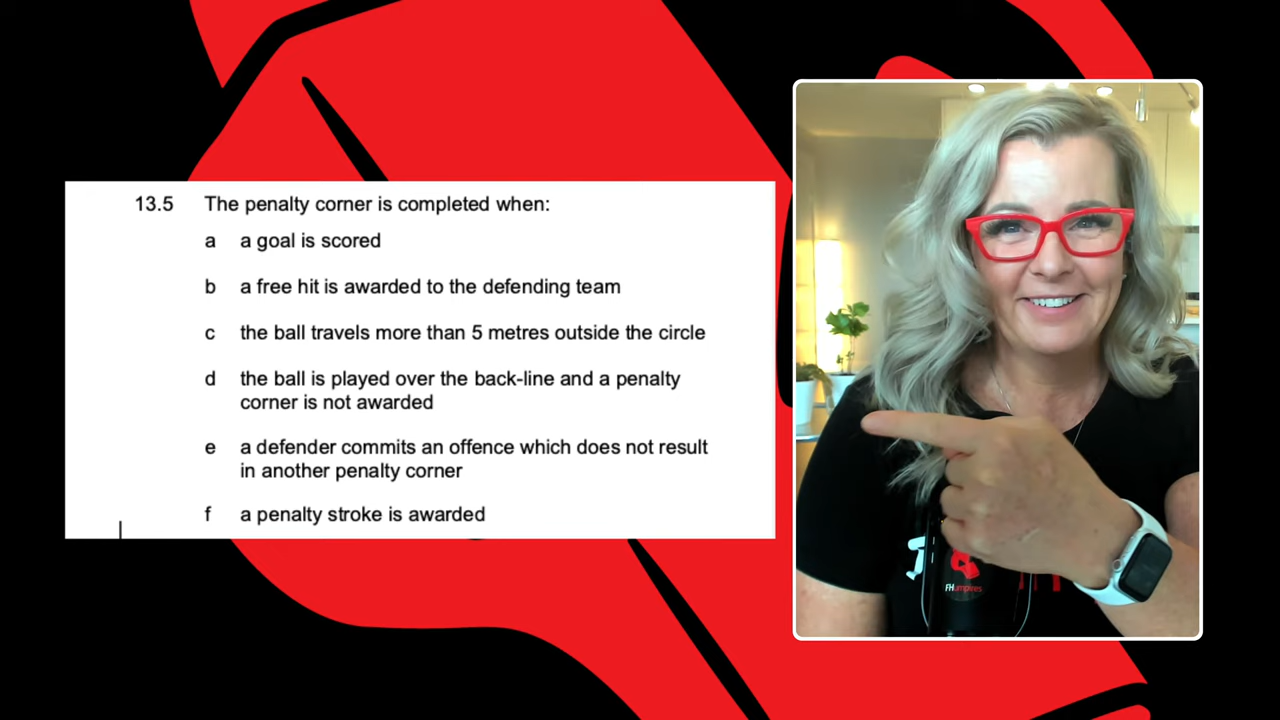 13.5 The penalty corner is completed when:
a a goal is scored
b a free hit is awarded to the defending team
c the ball travels more than 5 metres outside the circle
d the ball is played over the back-line and a penalty
corner is not awarded
e a defender commits an offence which does not result
in another penalty corner
f a penalty stroke is awarded
FHumpires